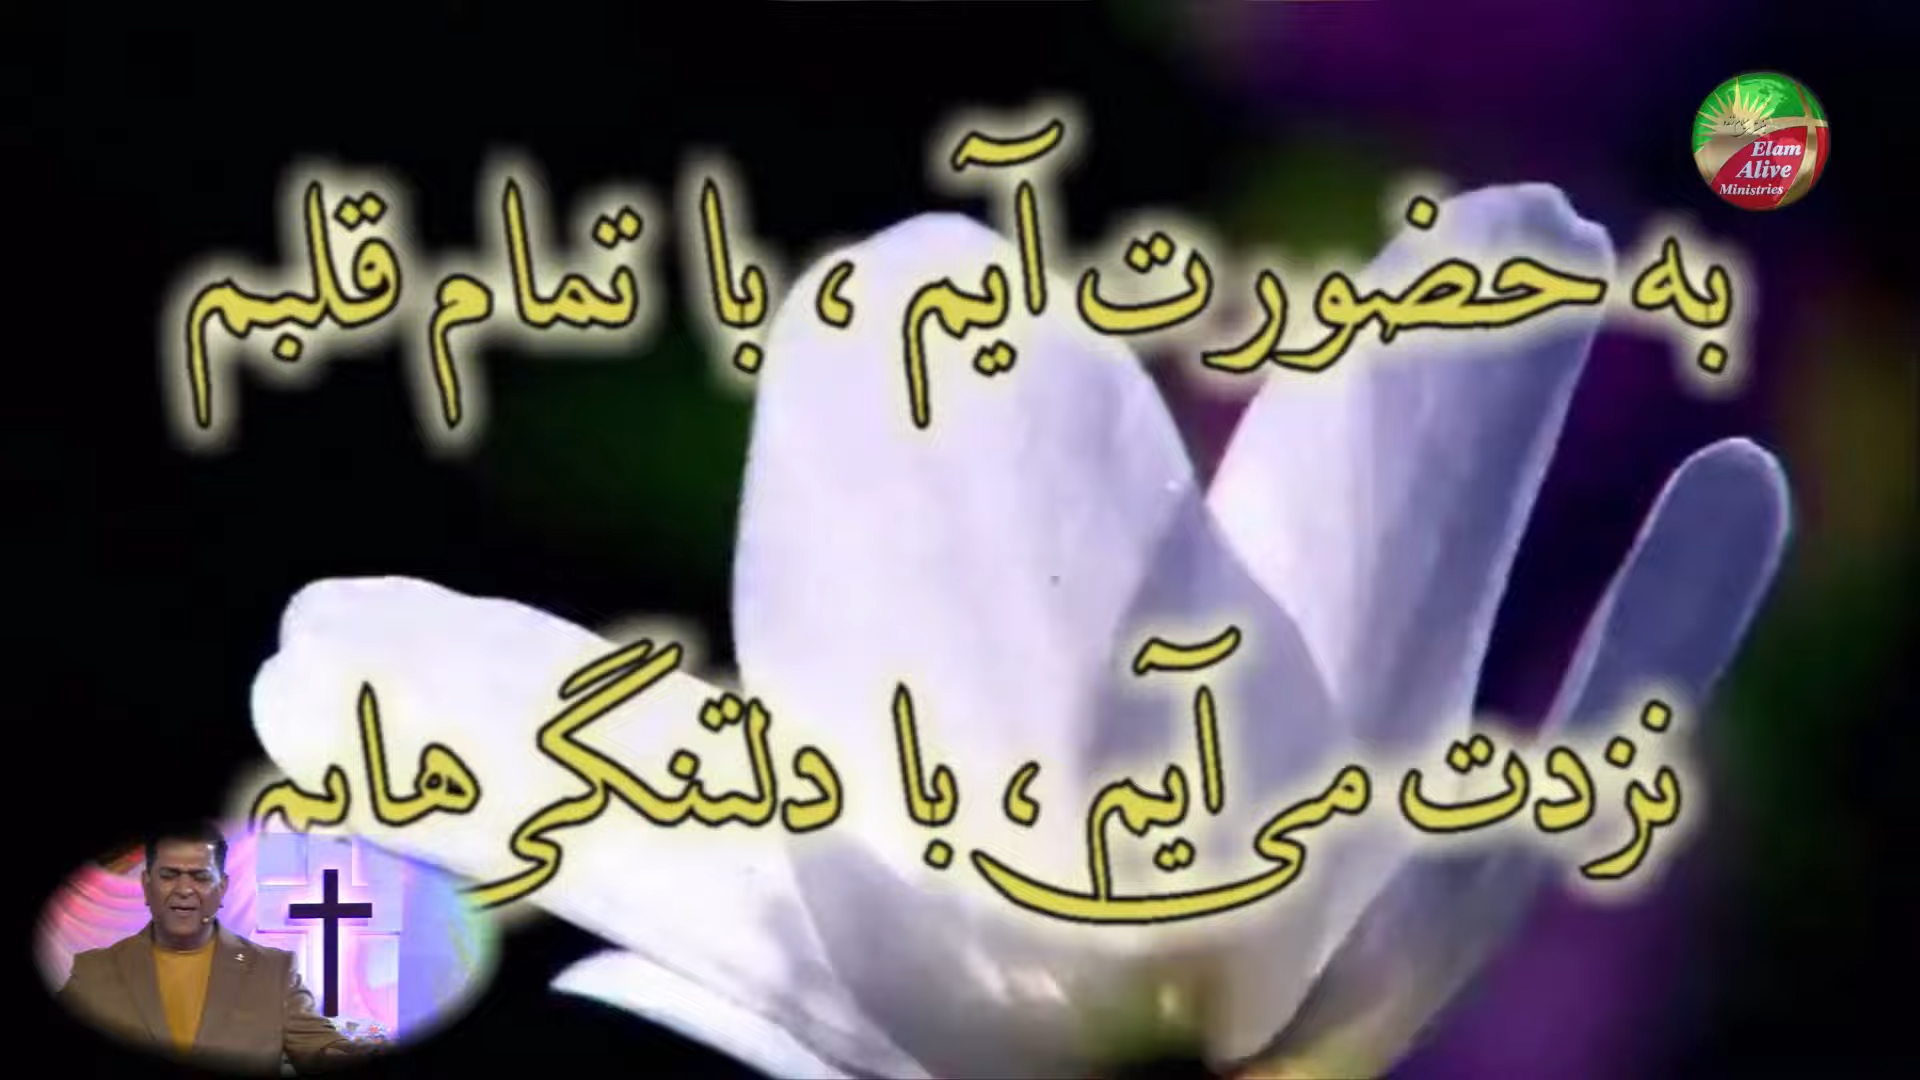 به حضورت آیم ، با تمام قلبم
نزدت می‌آیم ، با دلتنگی هایم
Elam
Alive
Ministries